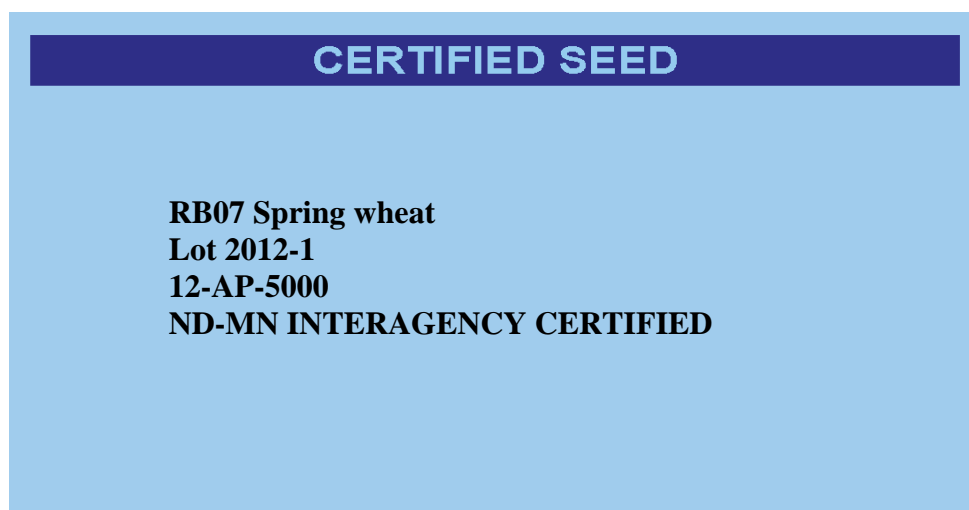 CERTIFIED SEED
RB07 Spring wheat
Lot 2012-1
12-AP-5000
ND-MN INTERAGENCY CERTIFIED